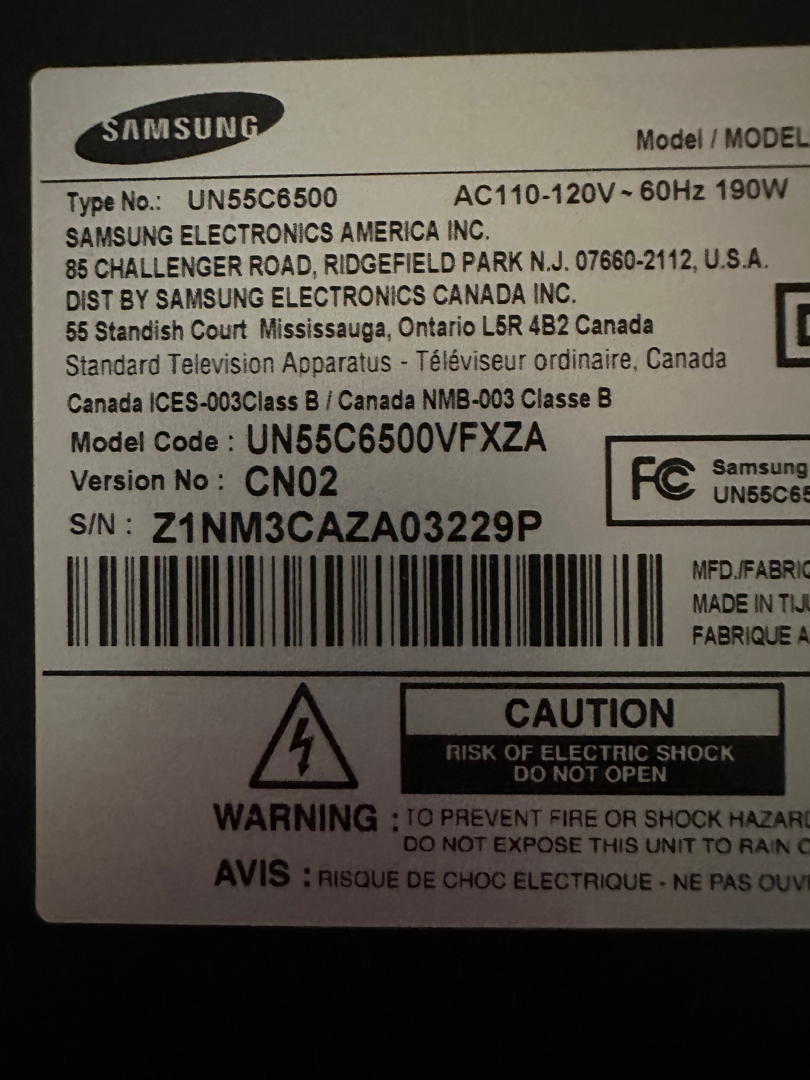 SAMSUNG
Model / MODEL
Type No.: UN55C6500 AC110-120V ~ 60Hz 190W
SAMSUNG ELECTRONICS AMERICA INC.
85 CHALLENGER ROAD, RIDGEFIELD PARK N.J. 07660-2112, U.S.A.
DIST BY SAMSUNG ELECTRONICS CANADA INC.
55 Standish Court Mississauga, Ontario L5R 4B2 Canada
Standard Television Apparatus - Téléviseur ordinaire, Canada
Canada ICES-003Class B / Canada NMB-003 Classe B
Model Code : UN55C6500VFXZA
Version No : CN02
S/N : Z1NM3CAZA03229P
FC Samsung
UN55C65
MFD./FABRIC
MADE IN TIJU
FABRIQUE A
CAUTION
RISK OF ELECTRIC SHOCK
DO NOT OPEN
WARNING : TO PREVENT FIRE OR SHOCK HAZARD
DO NOT EXPOSE THIS UNIT TO RAIN O
AVIS : RISQUE DE CHOC ELECTRIQUE - NE PAS OUVR